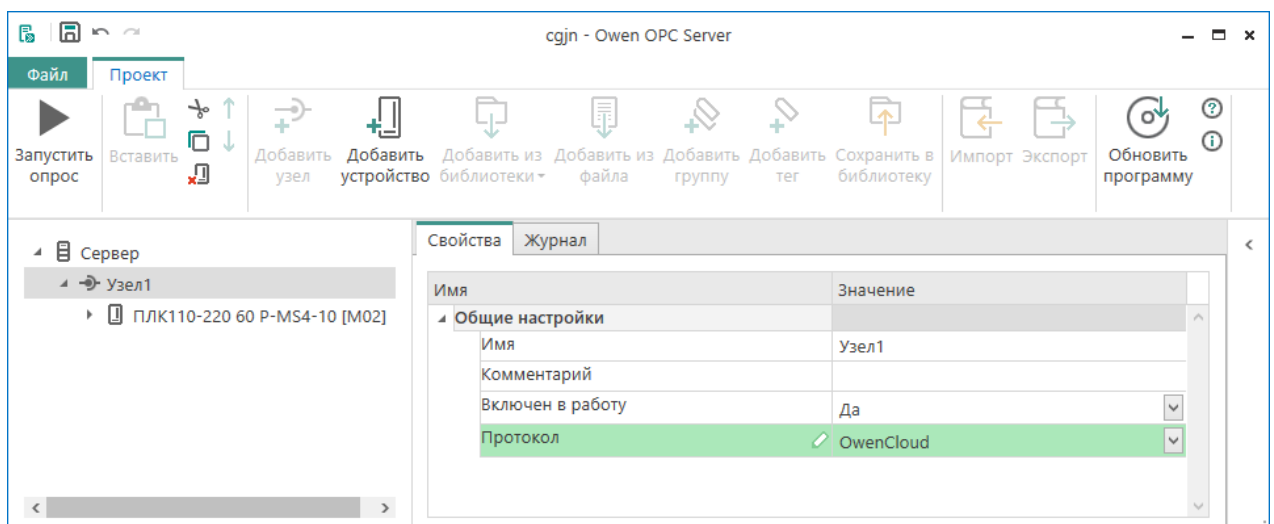 cgjn - Owen OPC Server
Файл Проект
Запустить опрос
Вставить
Добавить узел
Добавить устройство
Добавить из библиотеки
Добавить из файла
Добавить группу
Добавить тег
Сохранить в библиотеку
Импорт
Экспорт
Обновить программу
Сервер
Узел1
ПЛК110-220 60 P-MS4-10 [M02]
Свойства Журнал
Имя Значение
Общие настройки
Имя Узел1
Комментарий
Включен в работу Да
Протокол OwenCloud